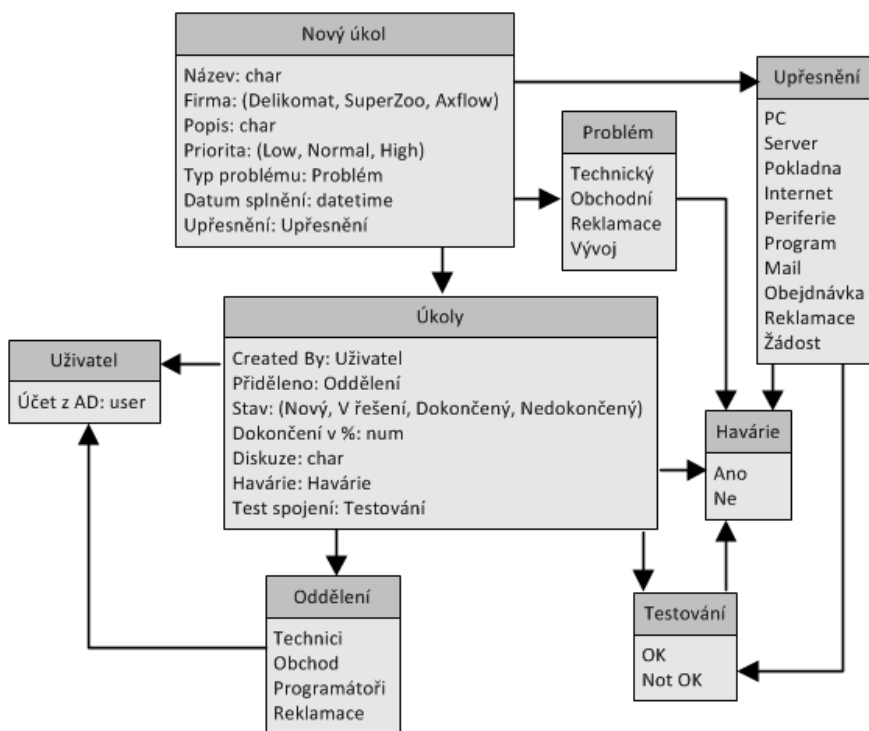 Nový úkol
Název: char
Firma: (Delikomat, SuperZoo, Axflow)
Popis: char
Priorita: (Low, Normal, High)
Typ problému: Problém
Datum splnění: datetime
Upřesnění: Upřesnění
Problém
Technický
Obchodní
Reklamace
Vývoj
Upřesnění
PC
Server
Pokladna
Internet
Periferie
Program
Mail
Obejdnávka
Reklamace
Žádost
Úkoly
Created By: Uživatel
Přiděleno: Oddělení
Stav: (Nový, V řešení, Dokončený, Nedokončený)
Dokončení v %: num
Diskuze: char
Havárie: Havárie
Test spojení: Testování
Uživatel
Účet z AD: user
Havárie
Ano
Ne
Oddělení
Technici
Obchod
Programátoři
Reklamace
Testování
OK
Not OK